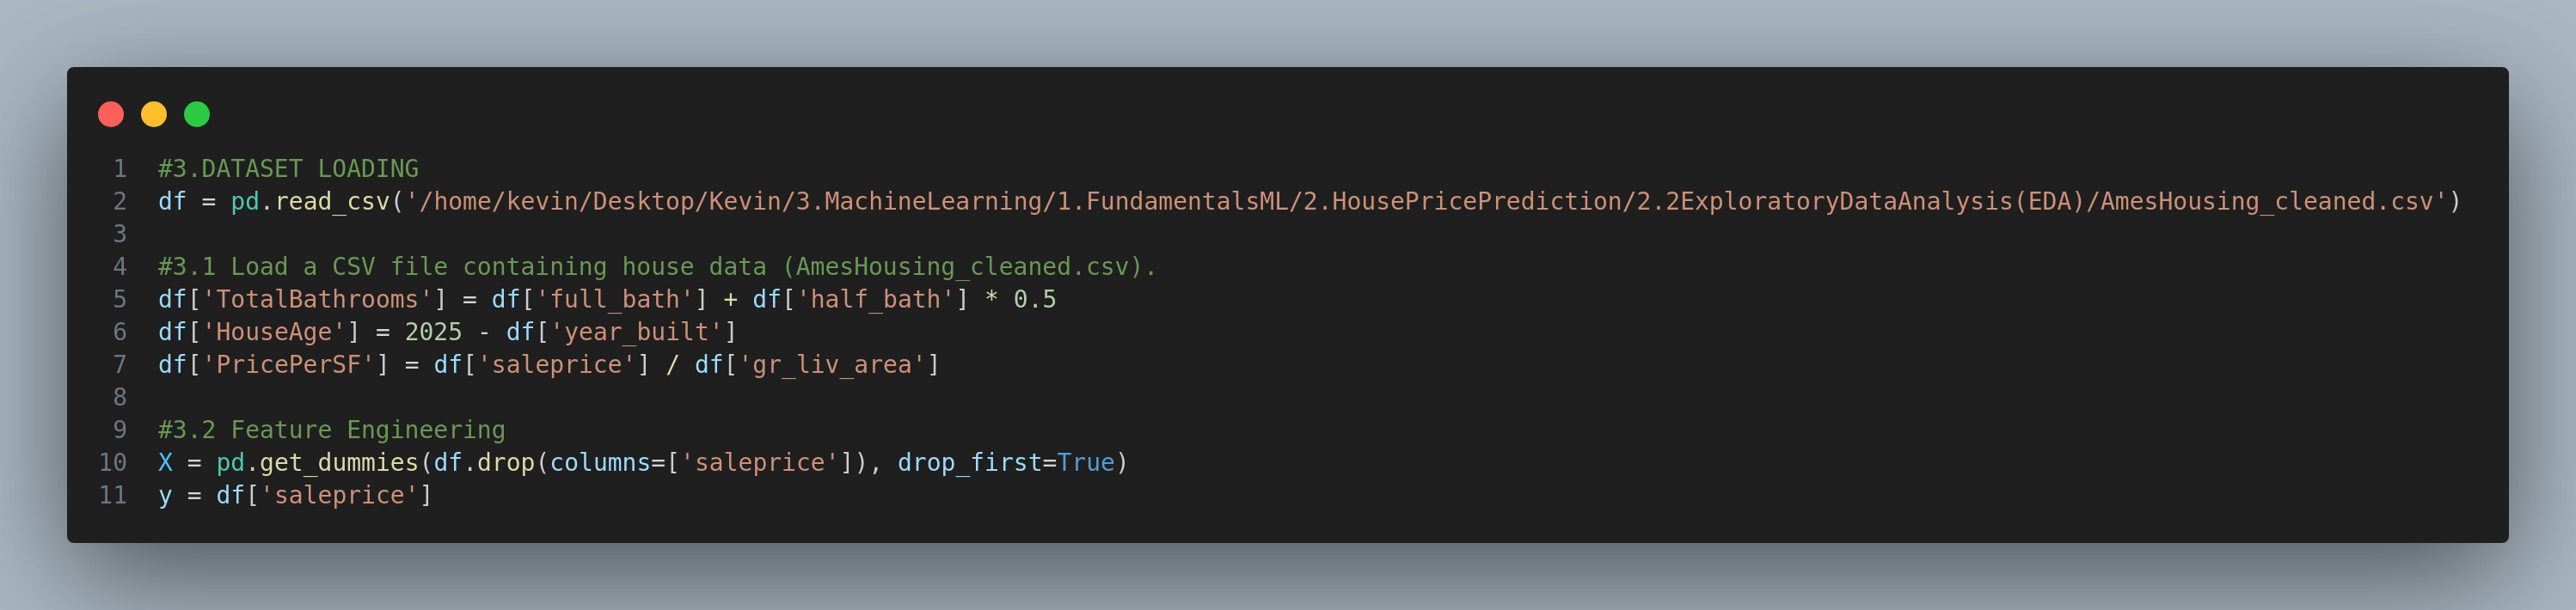 1 #3.DATASET LOADING
2 df = pd.read_csv('/home/kevin/Desktop/Kevin/3.MachineLearning/1.FundamentalsML/2.HousePricePrediction/2.2ExploratoryDataAnalysis(EDA)/AmesHousing_cleaned.csv')
3
4 #3.1 Load a CSV file containing house data (AmesHousing_cleaned.csv).
5 df['TotalBathrooms'] = df['full_bath'] + df['half_bath'] * 0.5
6 df['HouseAge'] = 2025 - df['year_built']
7 df['PricePerSF'] = df['saleprice'] / df['gr_liv_area']
8
9 #3.2 Feature Engineering
10 X = pd.get_dummies(df.drop(columns=['saleprice']), drop_first=True)
11 y = df['saleprice']